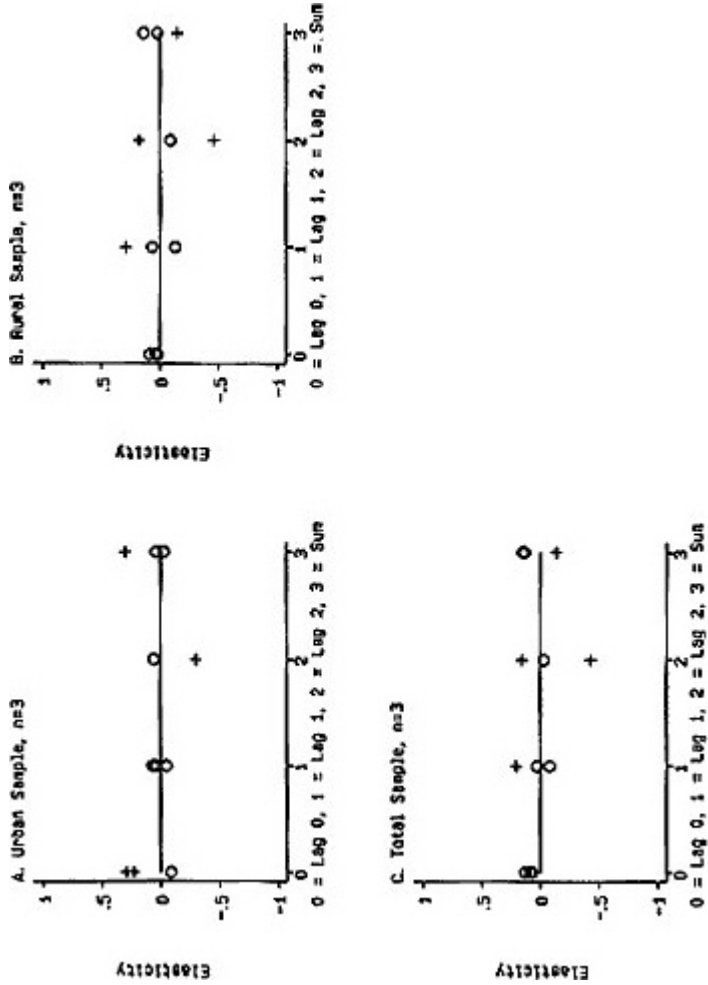 A. Urban Sample, n=3
Elasticity
1
.5
0
-.5
-1
0 1 2 3
0 = Lag 0, 1 = Lag 1, 2 = Lag 2, 3 = Sum
B. Rural Sample, n=3
Elasticity
1
.5
0
-.5
-1
0 1 2 3
0 = Lag 0, 1 = Lag 1, 2 = Lag 2, 3 = Sum
C. Total Sample, n=3
Elasticity
1
.5
0
-.5
-1
0 1 2 3
0 = Lag 0, 1 = Lag 1, 2 = Lag 2, 3 = Sum